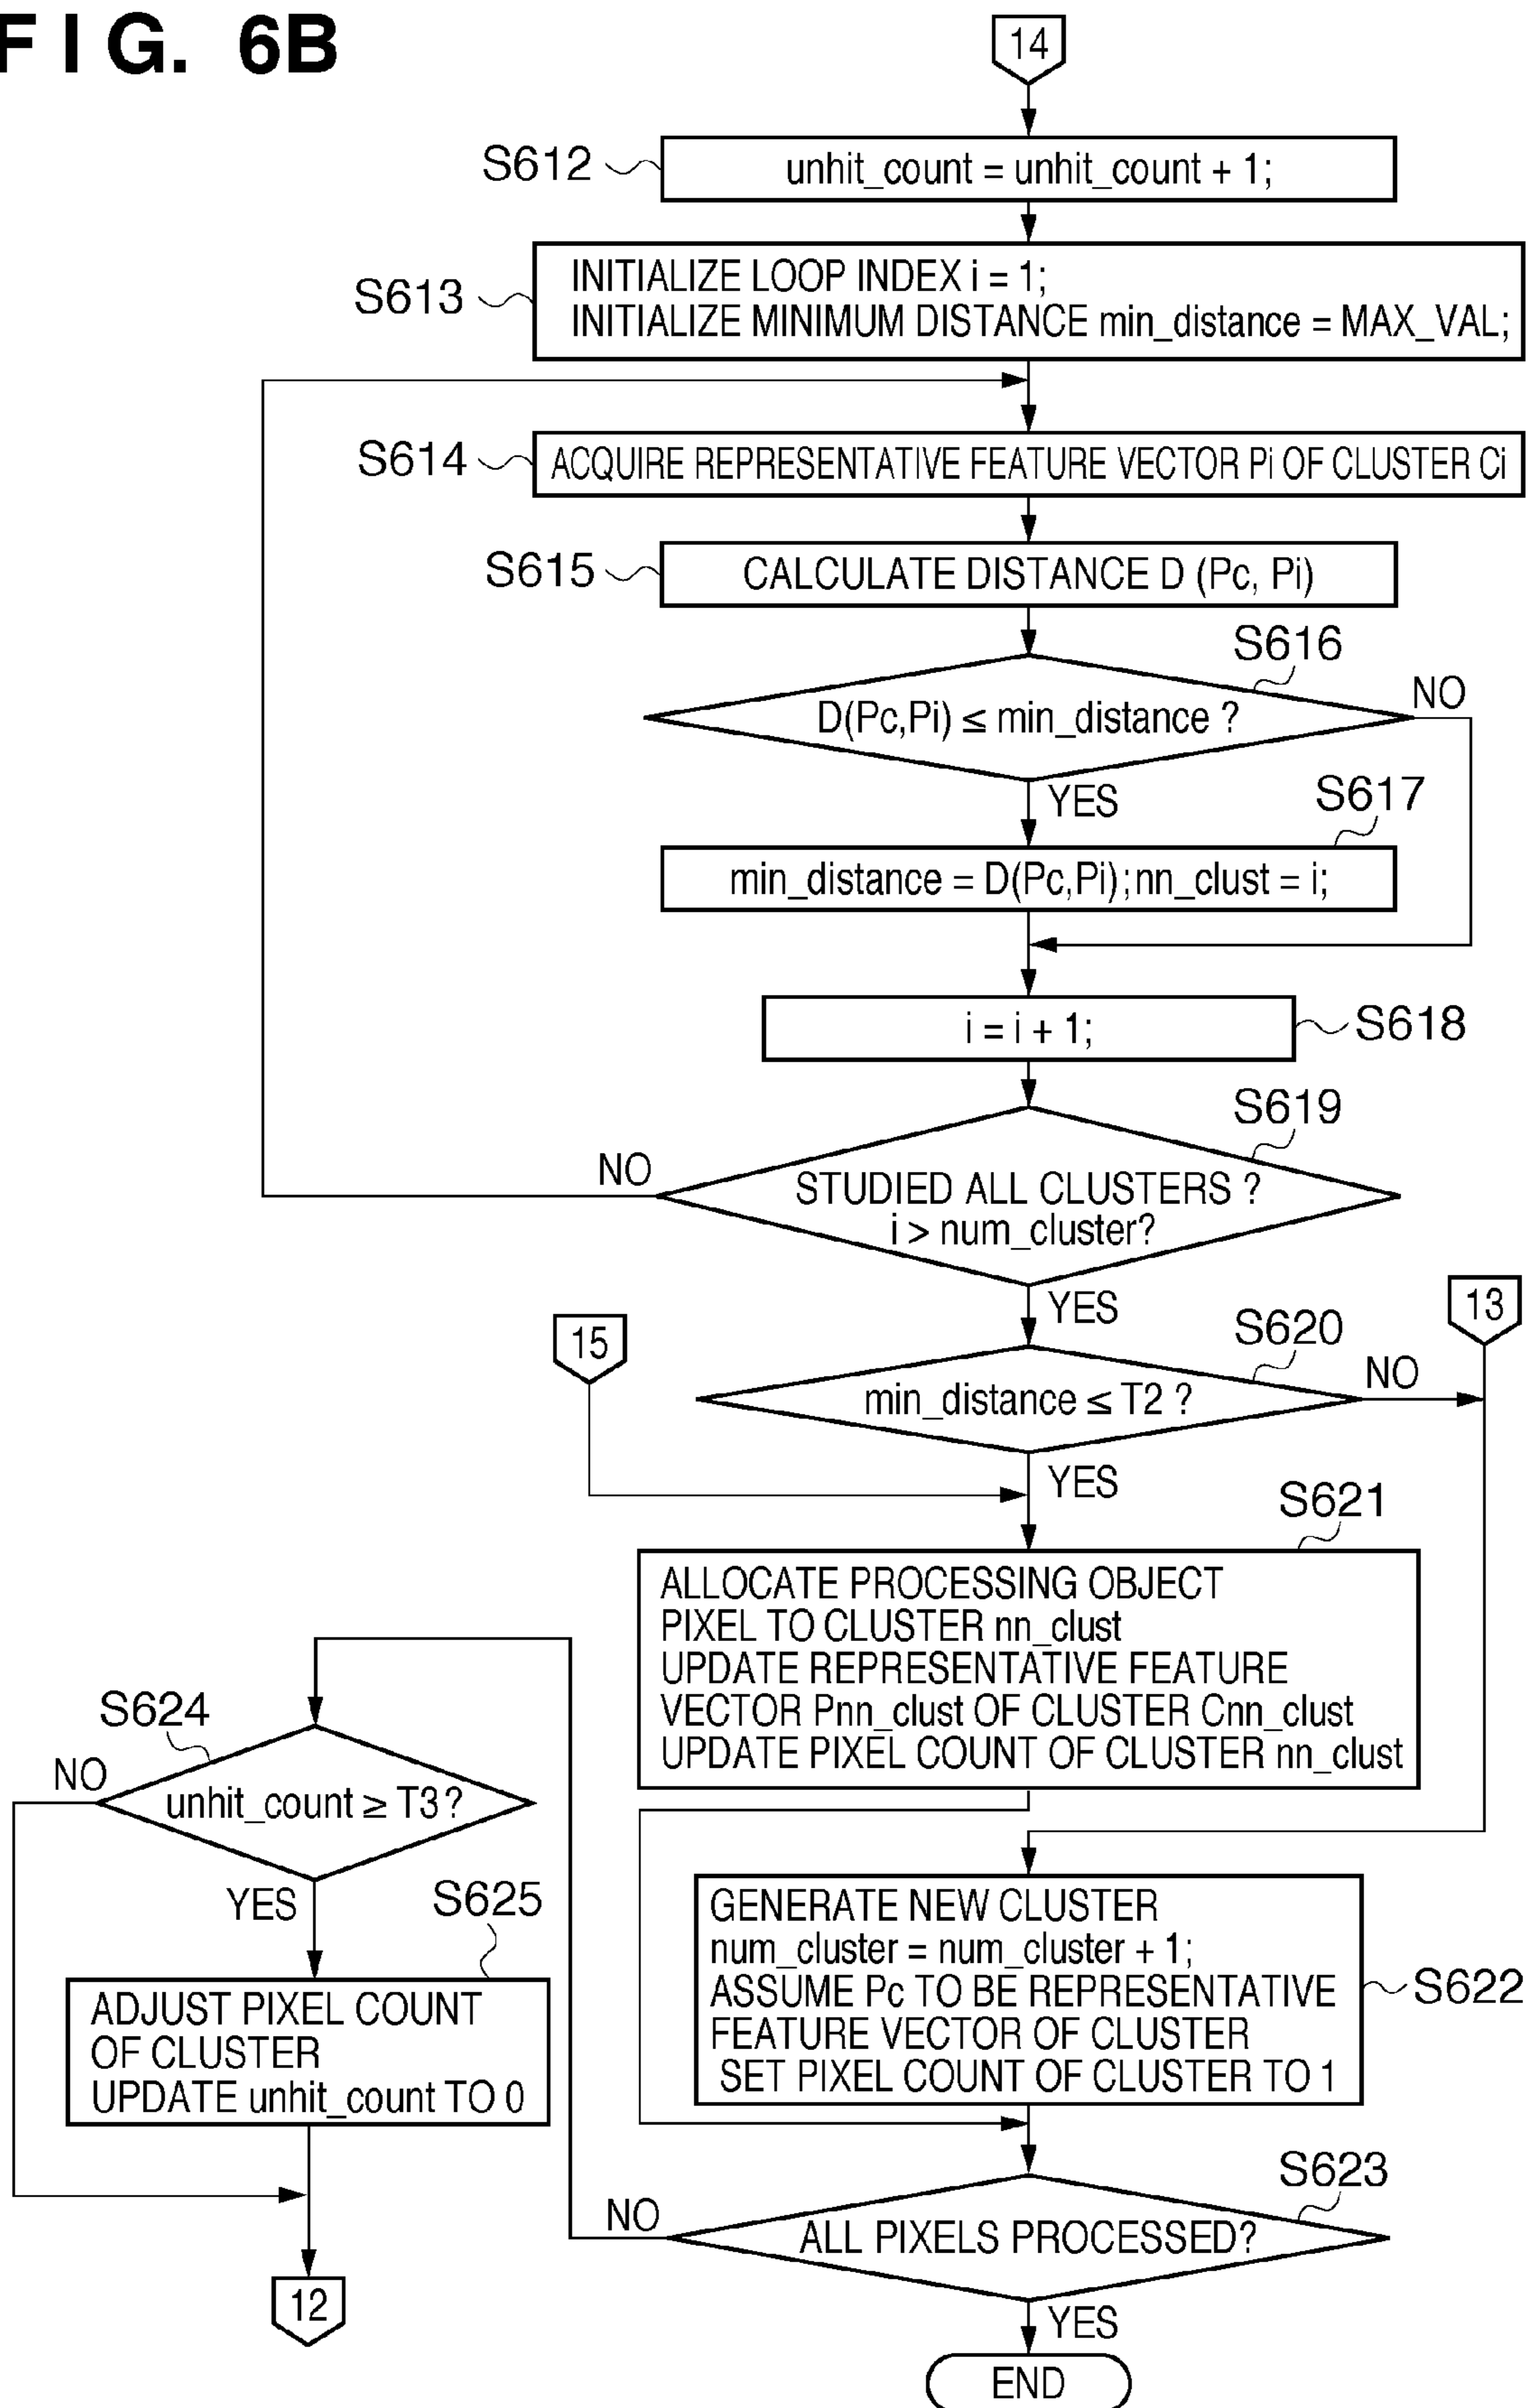 FIG. 6B
14
S612
unhit_count = unhit_count + 1;
S613
INITIALIZE LOOP INDEX i = 1;
INITIALIZE MINIMUM DISTANCE min_distance = MAX_VAL;
S614
ACQUIRE REPRESENTATIVE FEATURE VECTOR Pi OF CLUSTER Ci
S615
CALCULATE DISTANCE D (Pc, Pi)
S616
D(Pc,Pi) ≤ min_distance ?
NO
YES
S617
min_distance = D(Pc,Pi); nn_clust = i;
i = i + 1;
S618
S619
NO
STUDIED ALL CLUSTERS ?
i > num_cluster?
YES
13
15
S620
min_distance ≤ T2 ?
NO
YES
S621
ALLOCATE PROCESSING OBJECT
PIXEL TO CLUSTER nn_clust
UPDATE REPRESENTATIVE FEATURE
VECTOR Pnn_clust OF CLUSTER Cnn_clust
UPDATE PIXEL COUNT OF CLUSTER nn_clust
S624
NO
unhit_count ≥ T3?
YES
S625
ADJUST PIXEL COUNT
OF CLUSTER
UPDATE unhit_count TO 0
GENERATE NEW CLUSTER
num_cluster = num_cluster + 1;
ASSUME Pc TO BE REPRESENTATIVE
FEATURE VECTOR OF CLUSTER
SET PIXEL COUNT OF CLUSTER TO 1
S622
S623
NO
ALL PIXELS PROCESSED?
12
YES
END